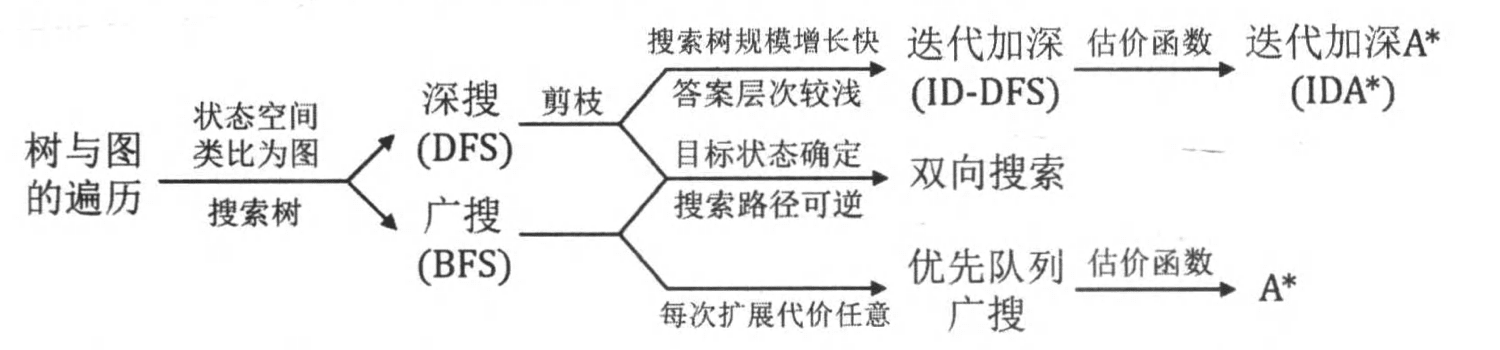 树与图
的遍历
状态空间
类比为图
搜索树
深搜
(DFS)
广搜
(BFS)
剪枝
搜索树规模增长快
答案层次较浅
迭代加深
(ID-DFS)
估价函数
迭代加深A*
(IDA*)
目标状态确定
搜索路径可逆
双向搜索
每次扩展代价任意
优先队列
广搜
估价函数
A*